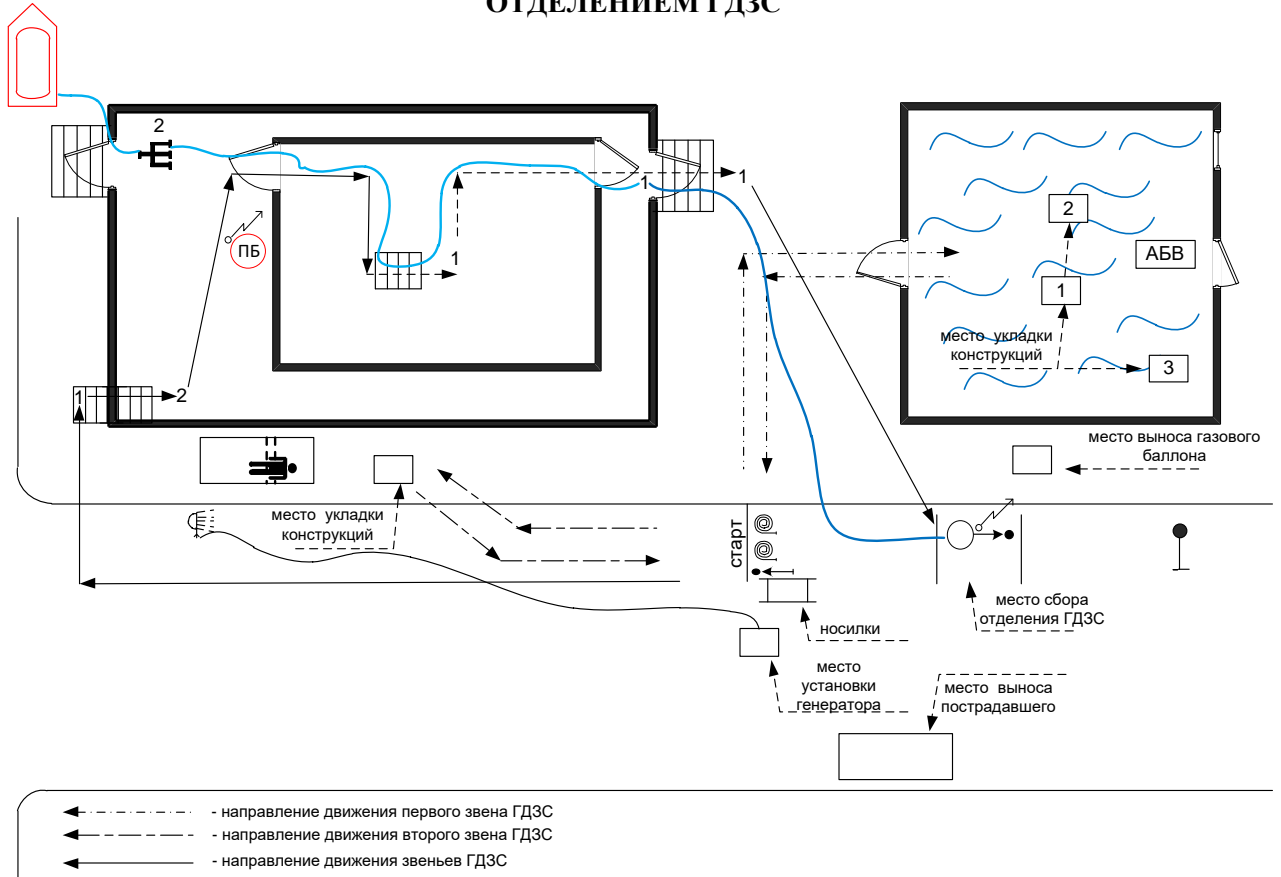 ОТДЕЛЕНИЕМ ГДЗС
2
1
1
2
ПБ
АБВ
1
1
место укладки
конструкций
3
1
2
место выноса газового
баллона
место укладки
конструкций
старт
место сбора
отделения ГДЗС
носилки
место
установки
генератора
место выноса
пострадавшего
- направление движения первого звена ГДЗС
- направление движения второго звена ГДЗС
- направление движения звеньев ГДЗС